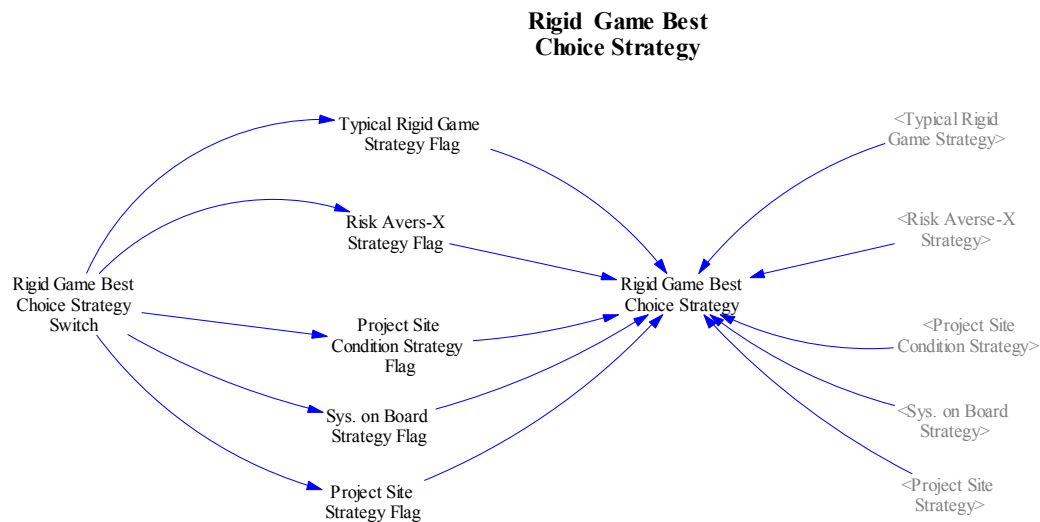 Rigid Game Best
Choice Strategy
Typical Rigid Game
Strategy Flag
<Typical Rigid
Game Strategy>
Risk Avers-X
Strategy Flag
<Risk Averse-X
Strategy>
Rigid Game Best
Choice Strategy
Switch
Rigid Game Best
Choice Strategy
Project Site
Condition Strategy
Flag
<Project Site
Condition Strategy>
Sys. on Board
Strategy Flag
<Sys. on Board
Strategy>
Project Site
Strategy Flag
<Project Site
Strategy>